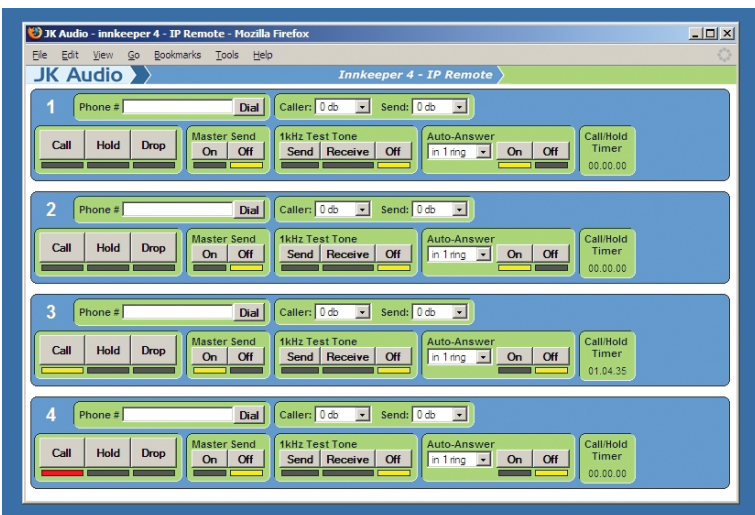 JK Audio - innkeeper 4 - IP Remote - Mozilla Firefox
File Edit View Go Bookmarks Tools Help
JK Audio Innkeeper 4 - IP Remote
1 Phone # Dial Caller: 0 db Send: 0 db
Call Hold Drop Master Send On Off 1kHz Test Tone Send Receive Off Auto-Answer in 1 ring On Off Call/Hold Timer 00.00.00
2 Phone # Dial Caller: 0 db Send: 0 db
Call Hold Drop Master Send On Off 1kHz Test Tone Send Receive Off Auto-Answer in 1 ring On Off Call/Hold Timer 00.00.00
3 Phone # Dial Caller: 0 db Send: 0 db
Call Hold Drop Master Send On Off 1kHz Test Tone Send Receive Off Auto-Answer in 1 ring On Off Call/Hold Timer 01.04.35
4 Phone # Dial Caller: 0 db Send: 0 db
Call Hold Drop Master Send On Off 1kHz Test Tone Send Receive Off Auto-Answer in 1 ring On Off Call/Hold Timer 00.00.00